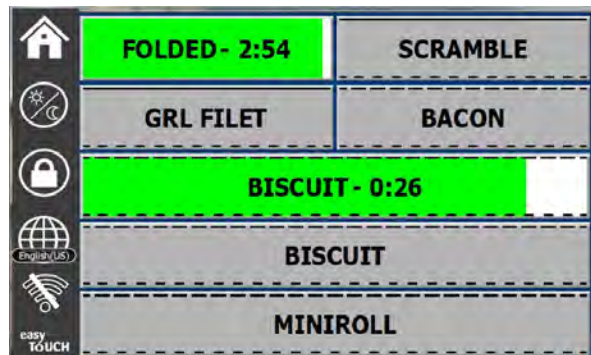 FOLDED - 2:54
SCRAMBLE
GRL FILET
BACON
BISCUIT - 0:26
English(US)
BISCUIT
MINIROLL
easy
TOUCH